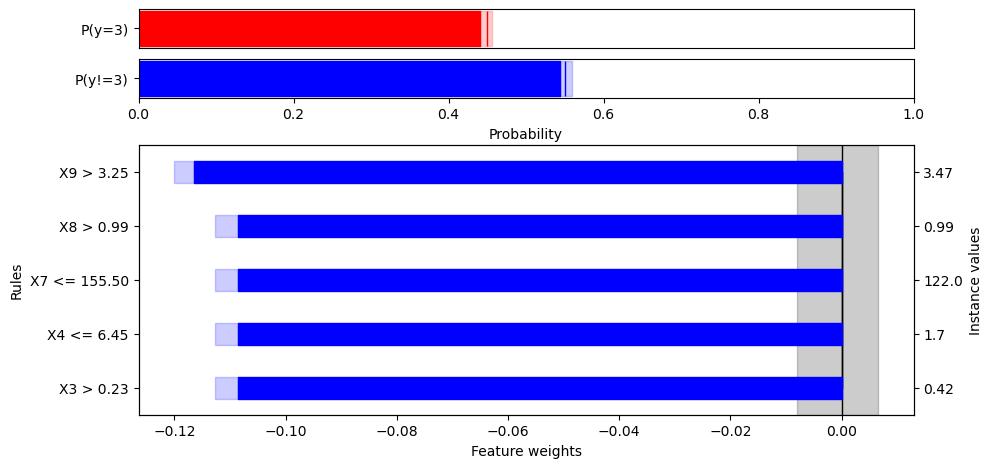 P(y=3)
P(y!=3)
0.0 0.2 0.4 0.6 0.8 1.0
Probability
X9 > 3.25 3.47
X8 > 0.99 0.99
X7 <= 155.50 122.0
X4 <= 6.45 1.7
X3 > 0.23 0.42
Rules
Instance values
−0.12 −0.10 −0.08 −0.06 −0.04 −0.02 0.00
Feature weights